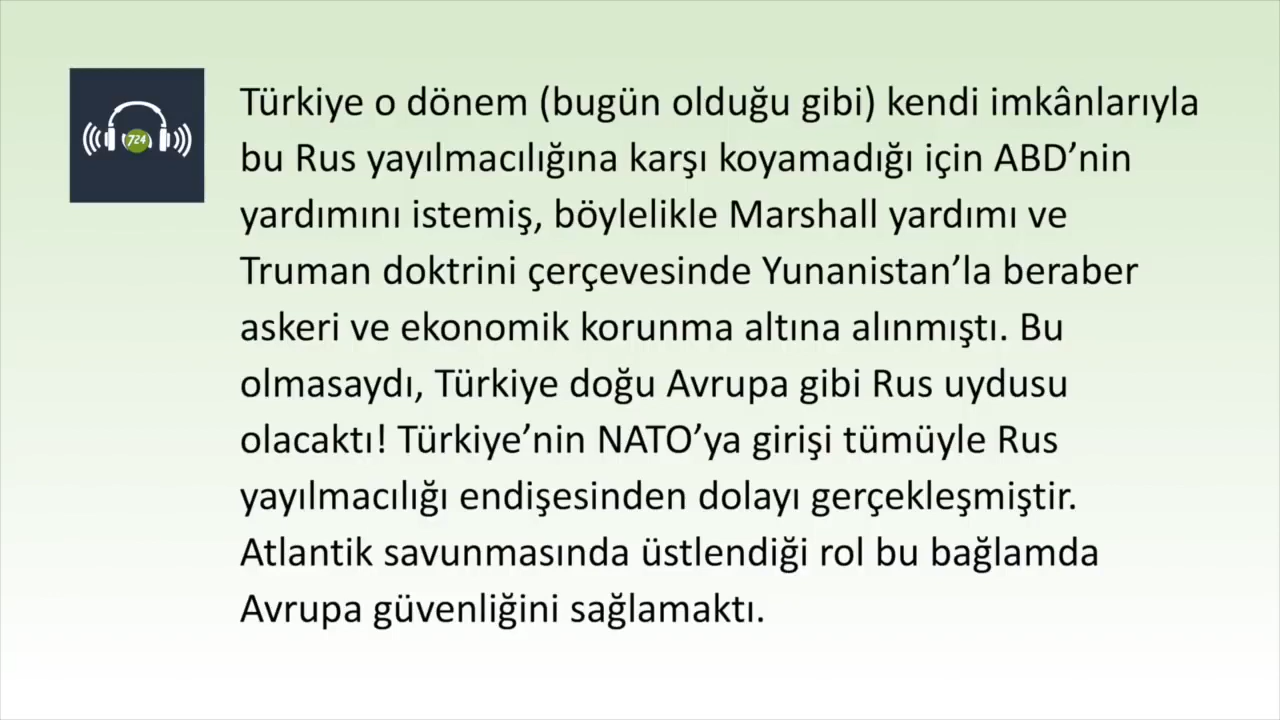 724
Türkiye o dönem (bugün olduğu gibi) kendi imkânlarıyla
bu Rus yayılmacılığına karşı koyamadığı için ABD’nin
yardımını istemiş, böylelikle Marshall yardımı ve
Truman doktrini çerçevesinde Yunanistan’la beraber
askeri ve ekonomik korunma altına alınmıştı. Bu
olmasaydı, Türkiye doğu Avrupa gibi Rus uydusu
olacaktı! Türkiye’nin NATO’ya girişi tümüyle Rus
yayılmacılığı endişesinden dolayı gerçekleşmiştir.
Atlantik savunmasında üstlendiği rol bu bağlamda
Avrupa güvenliğini sağlamaktı.